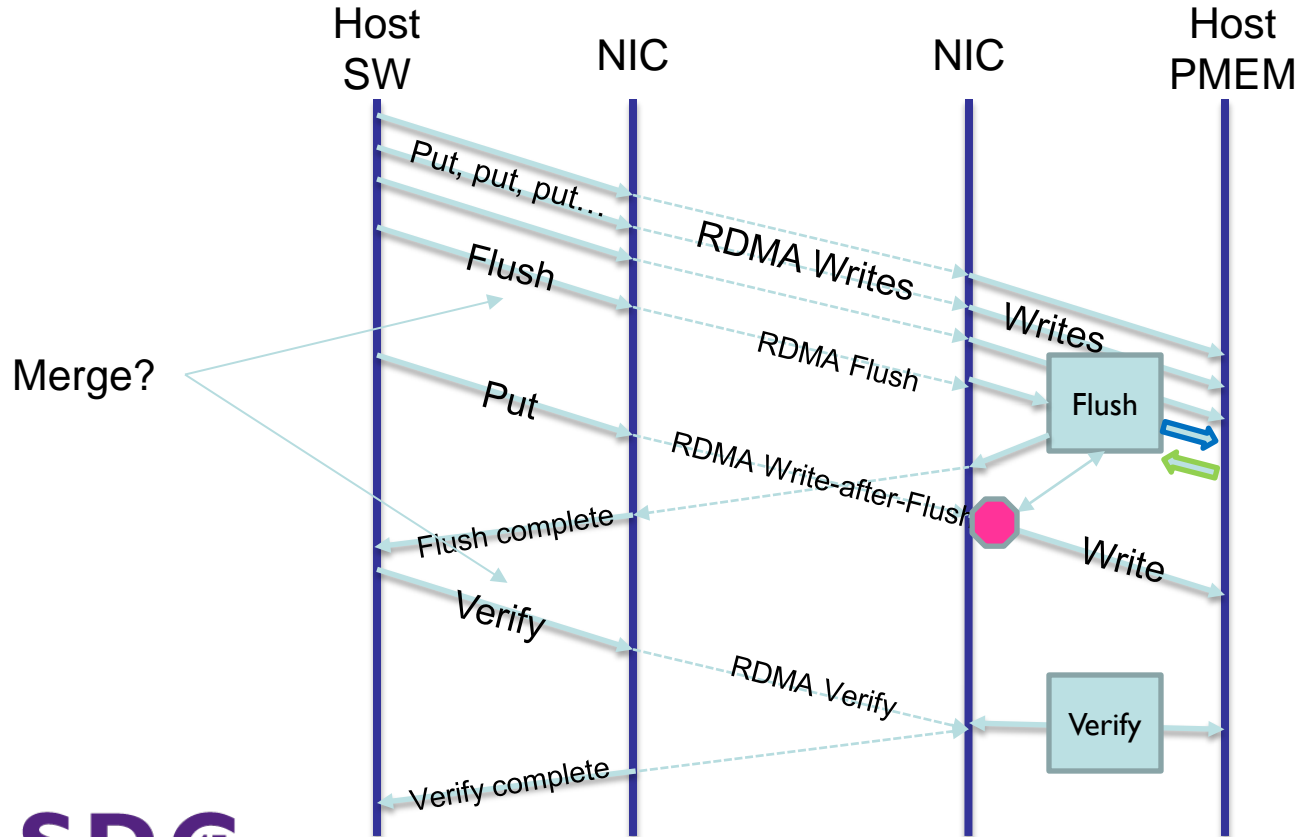 Host
SW
NIC
NIC
Host
PMEM
Put, put, put…
RDMA Writes
Writes
Flush
RDMA Flush
Flush
Merge?
Put
RDMA Write-after-Flush
Flush complete
Write
Verify
RDMA Verify
Verify
Verify complete